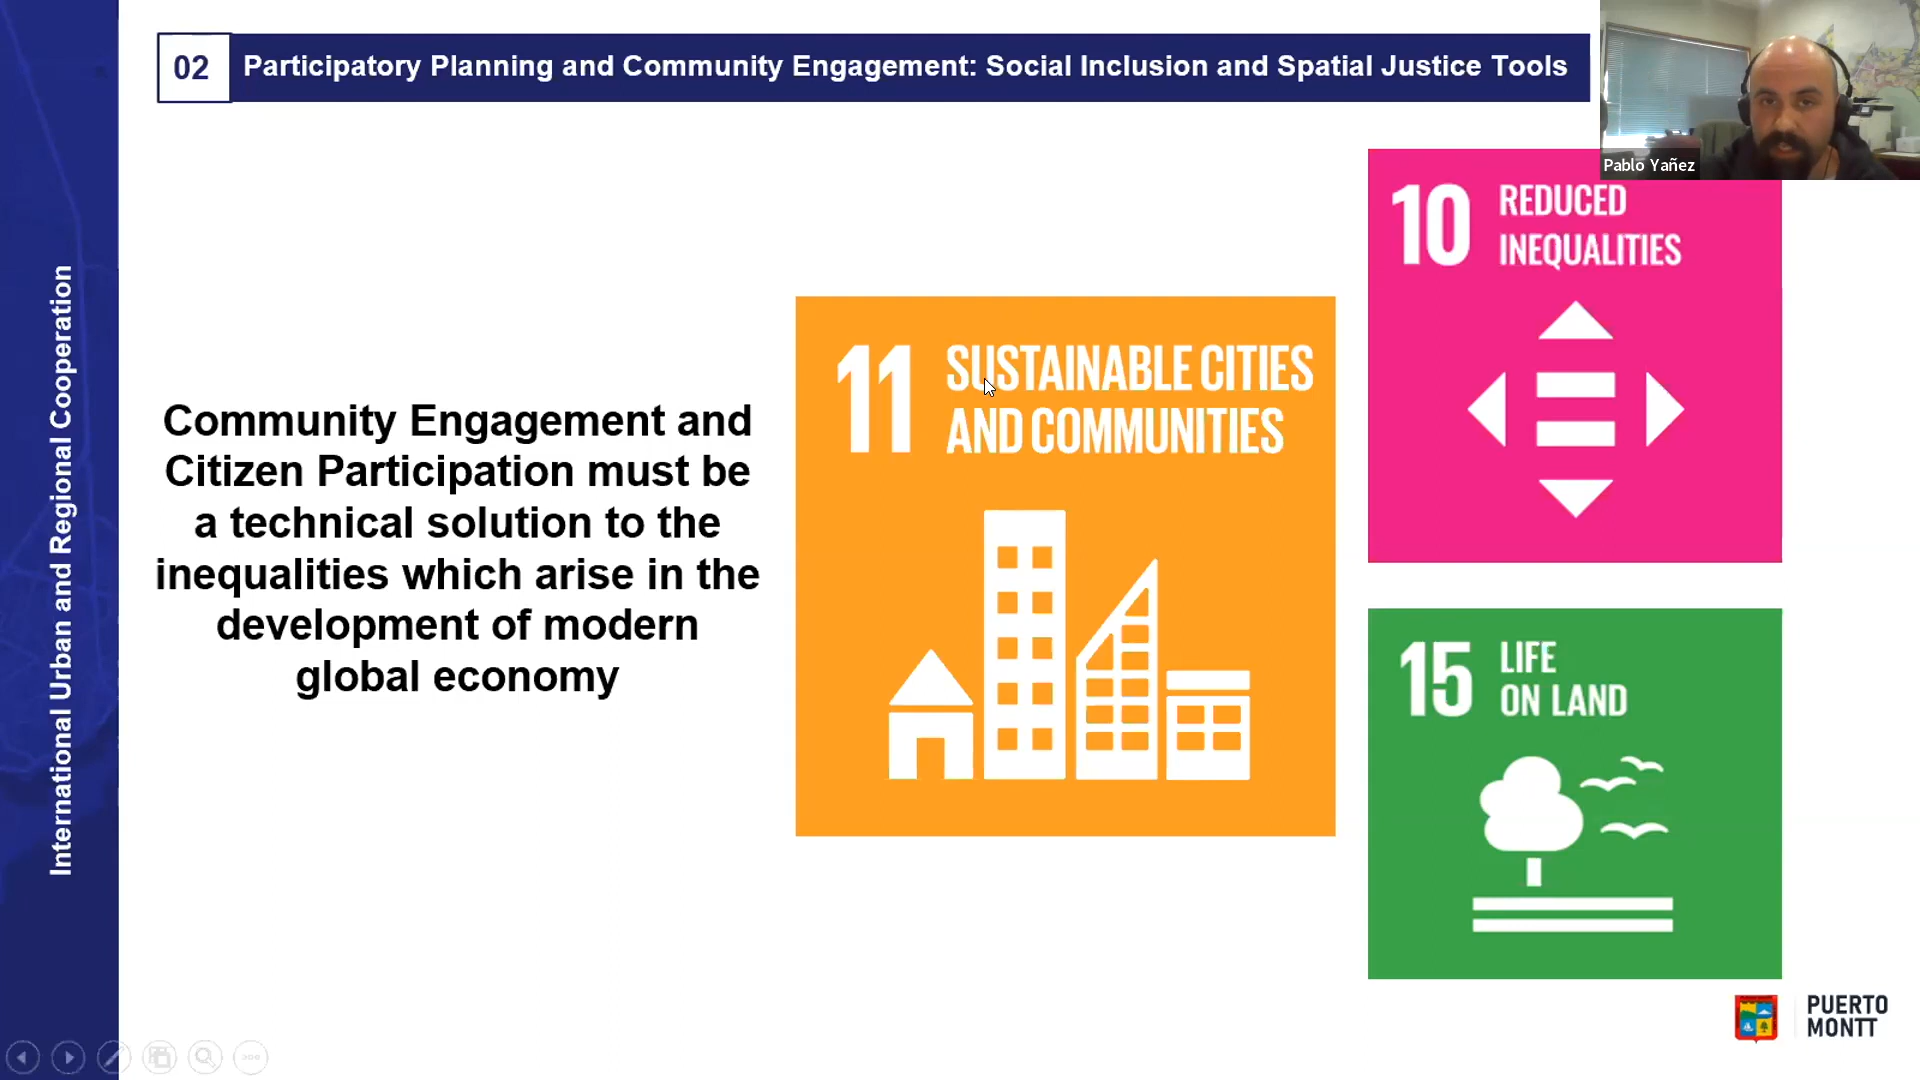 02
Participatory Planning and Community Engagement: Social Inclusion and Spatial Justice Tools
Pablo Yañez
International Urban and Regional Cooperation
Community Engagement and
Citizen Participation must be
a technical solution to the
inequalities which arise in the
development of modern
global economy
11
SUSTAINABLE CITIES
AND COMMUNITIES
10
REDUCED
INEQUALITIES
15
LIFE
ON LAND
PUERTO
MONTT